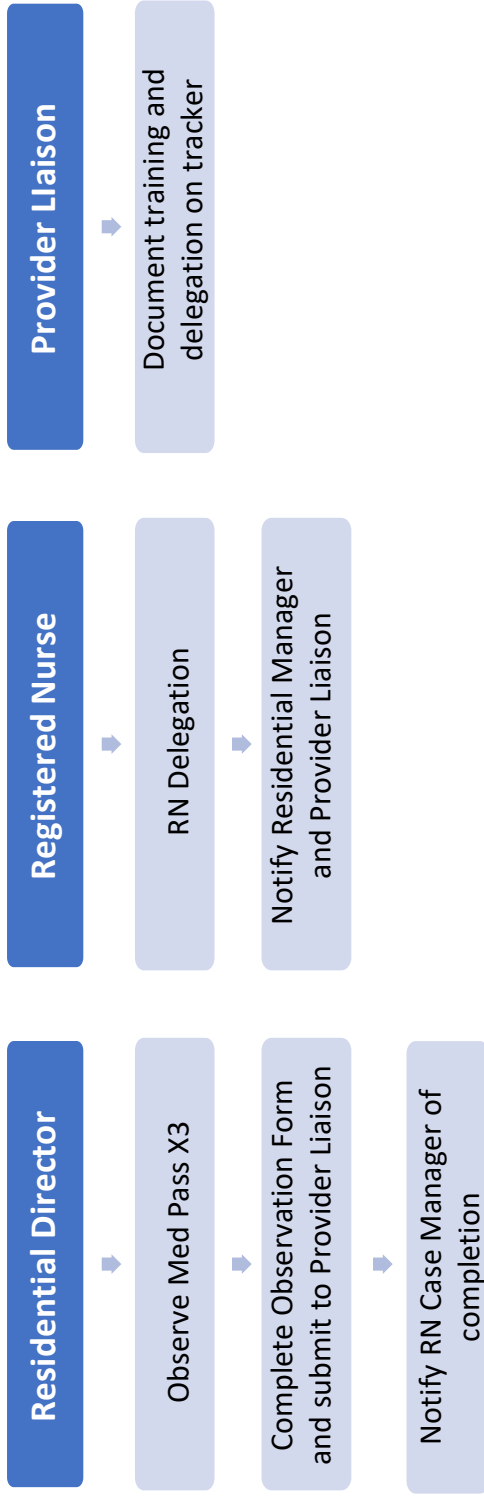 Residential Director
Observe Med Pass X3
Complete Observation Form
and submit to Provider Liaison
Notify RN Case Manager of
completion
Registered Nurse
RN Delegation
Notify Residential Manager
and Provider Liaison
Provider LIaison
Document training and
delegation on tracker